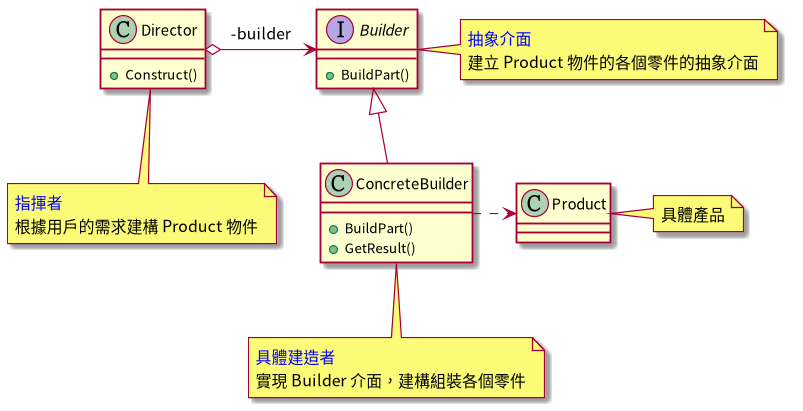 C Director
Construct()
-builder
I Builder
BuildPart()
抽象介面
建立 Product 物件的各個零件的抽象介面
指揮者
根據用戶的需求建構 Product 物件
C ConcreteBuilder
BuildPart()
GetResult()
C Product
具體產品
具體建造者
實現 Builder 介面，建構組裝各個零件